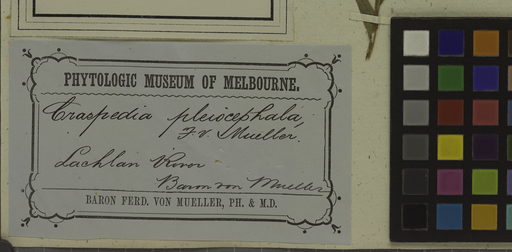 PHYTOLOGIC MUSEUM OF MELBOURNE.
Craspedia pleiocephala,
F. v. Mueller.
Lachlan River
Baron von Mueller
BARON FERD. VON MUELLER, PH. & M.D.